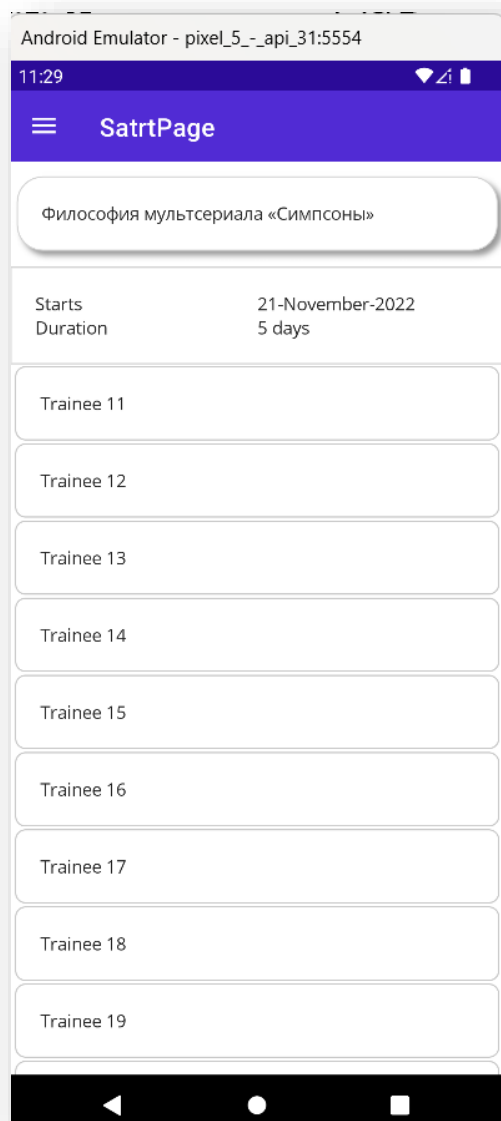 Android Emulator - pixel_5_-_api_31:5554
11:29
SatrtPage
Философия мультсериала «Симпсоны»
Starts 21-November-2022
Duration 5 days
Trainee 11
Trainee 12
Trainee 13
Trainee 14
Trainee 15
Trainee 16
Trainee 17
Trainee 18
Trainee 19